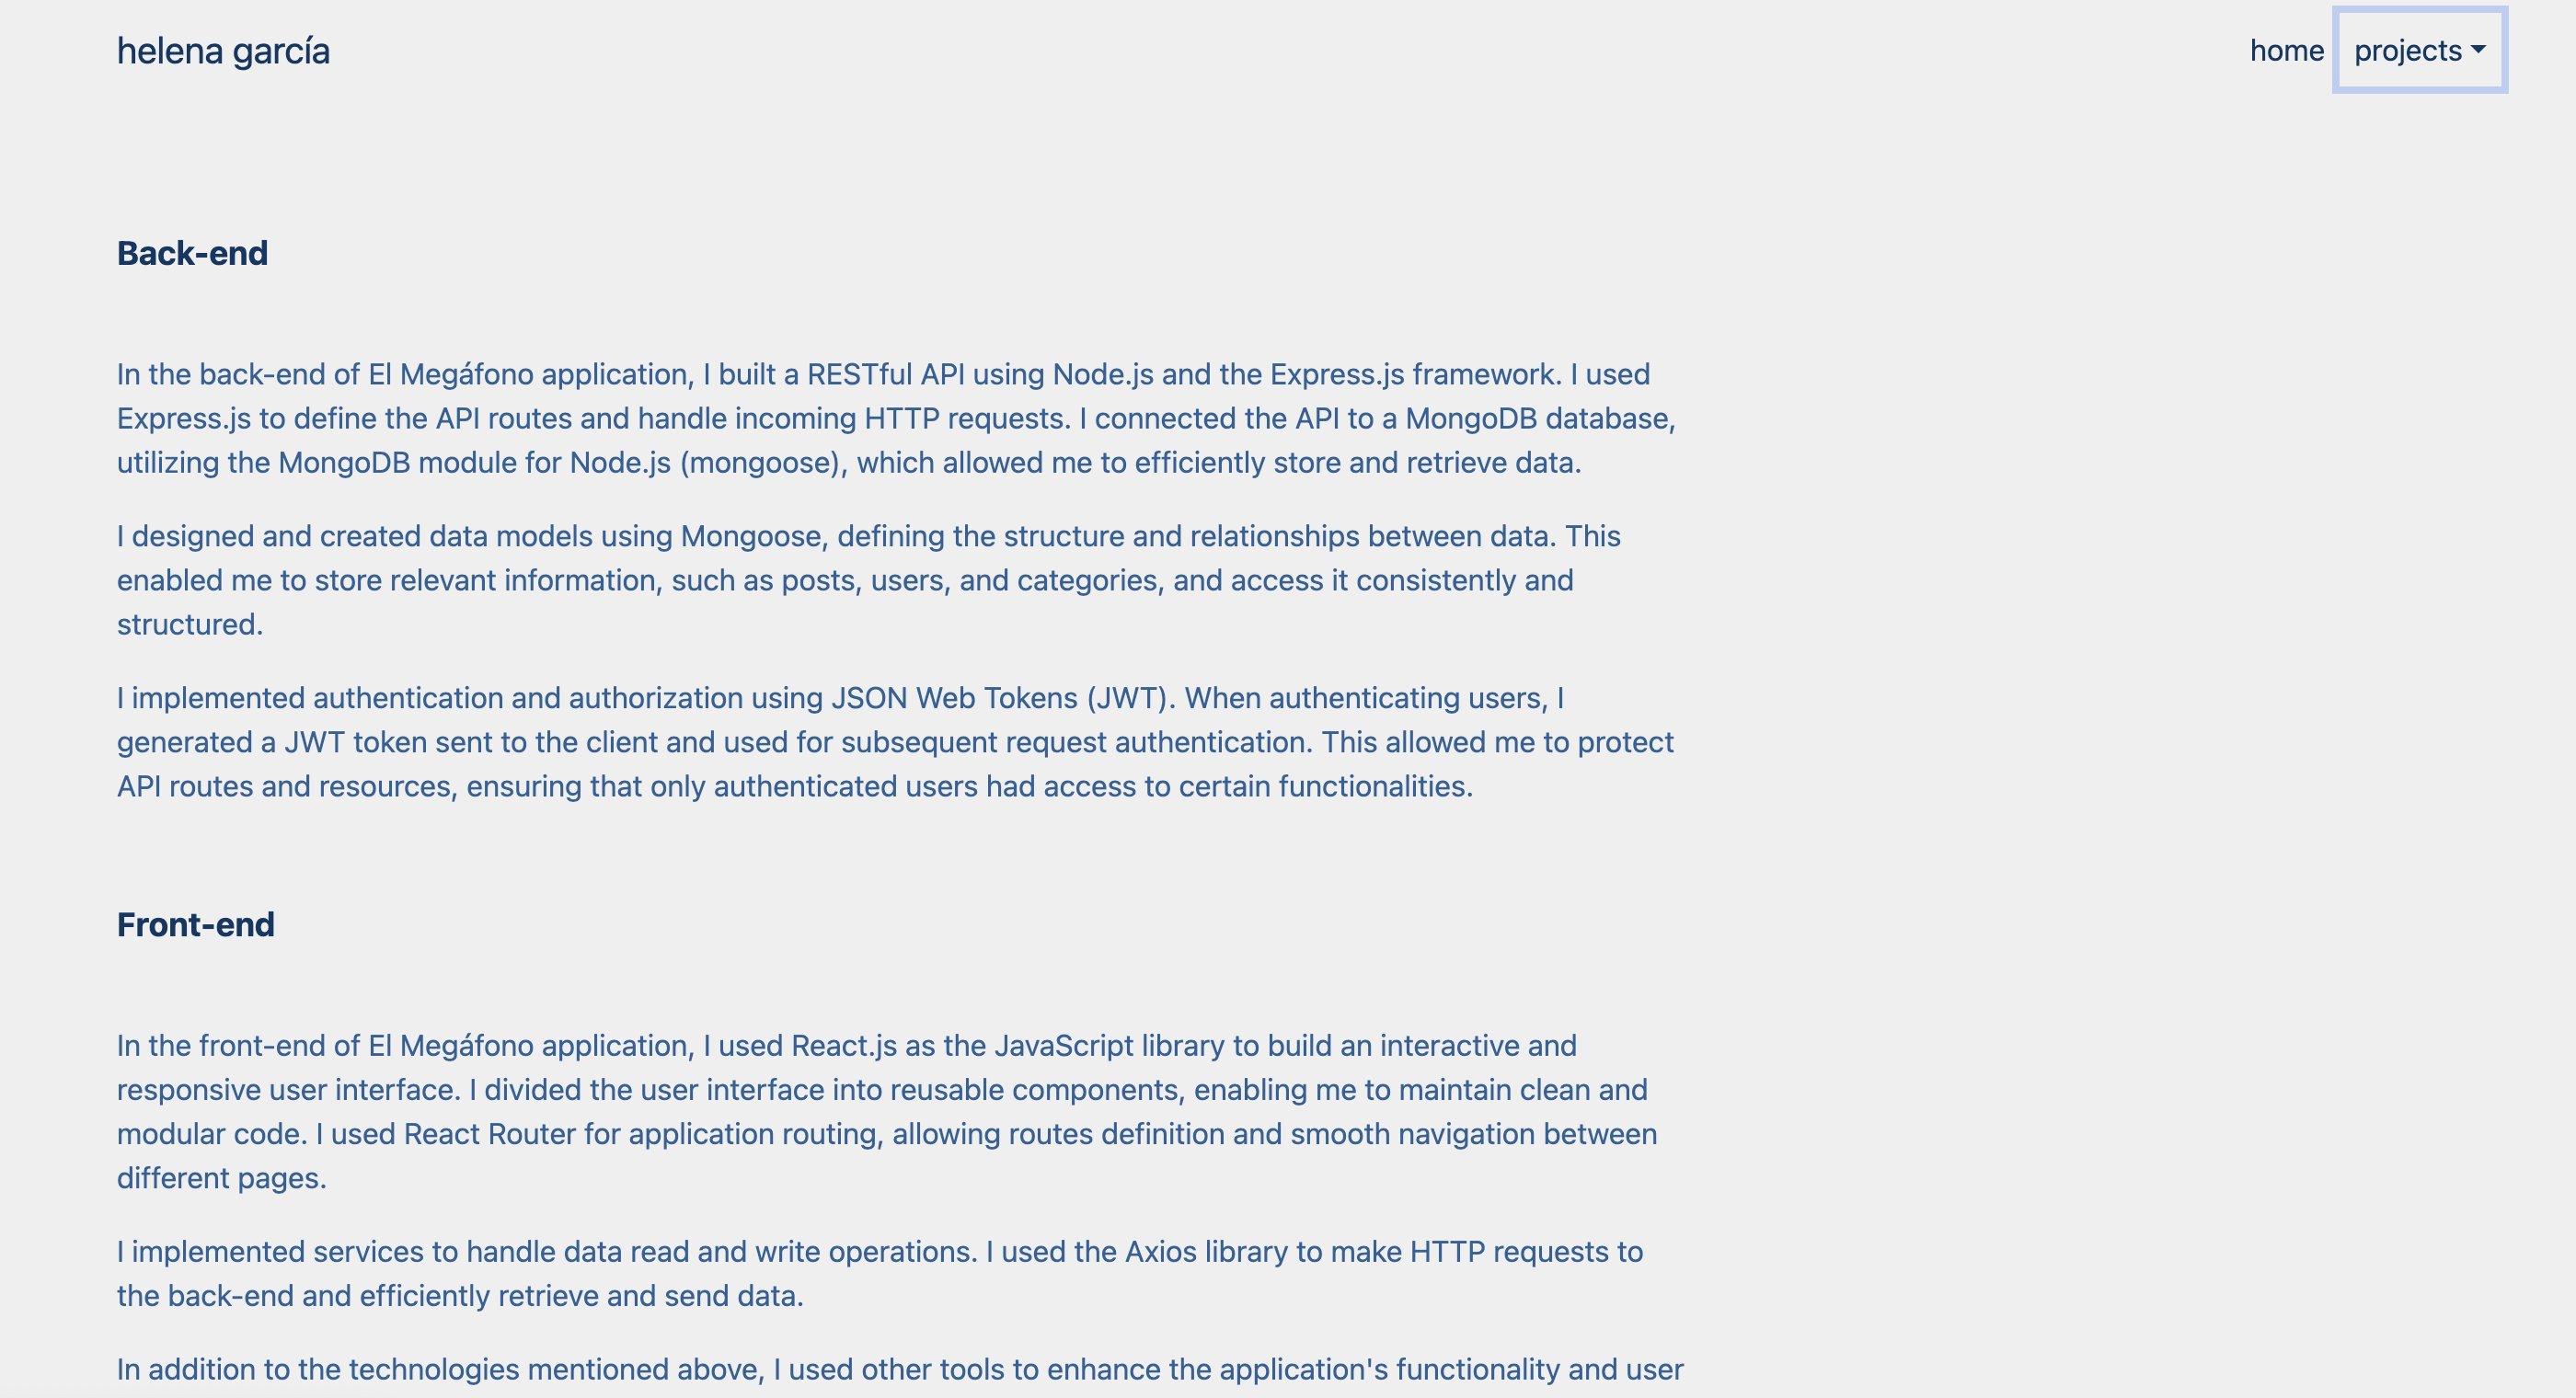 helena garcía
home projects
Back-end
In the back-end of El Megáfono application, I built a RESTful API using Node.js and the Express.js framework. I used
Express.js to define the API routes and handle incoming HTTP requests. I connected the API to a MongoDB database,
utilizing the MongoDB module for Node.js (mongoose), which allowed me to efficiently store and retrieve data.
I designed and created data models using Mongoose, defining the structure and relationships between data. This
enabled me to store relevant information, such as posts, users, and categories, and access it consistently and
structured.
I implemented authentication and authorization using JSON Web Tokens (JWT). When authenticating users, I
generated a JWT token sent to the client and used for subsequent request authentication. This allowed me to protect
API routes and resources, ensuring that only authenticated users had access to certain functionalities.
Front-end
In the front-end of El Megáfono application, I used React.js as the JavaScript library to build an interactive and
responsive user interface. I divided the user interface into reusable components, enabling me to maintain clean and
modular code. I used React Router for application routing, allowing routes definition and smooth navigation between
different pages.
I implemented services to handle data read and write operations. I used the Axios library to make HTTP requests to
the back-end and efficiently retrieve and send data.
In addition to the technologies mentioned above, I used other tools to enhance the application's functionality and user